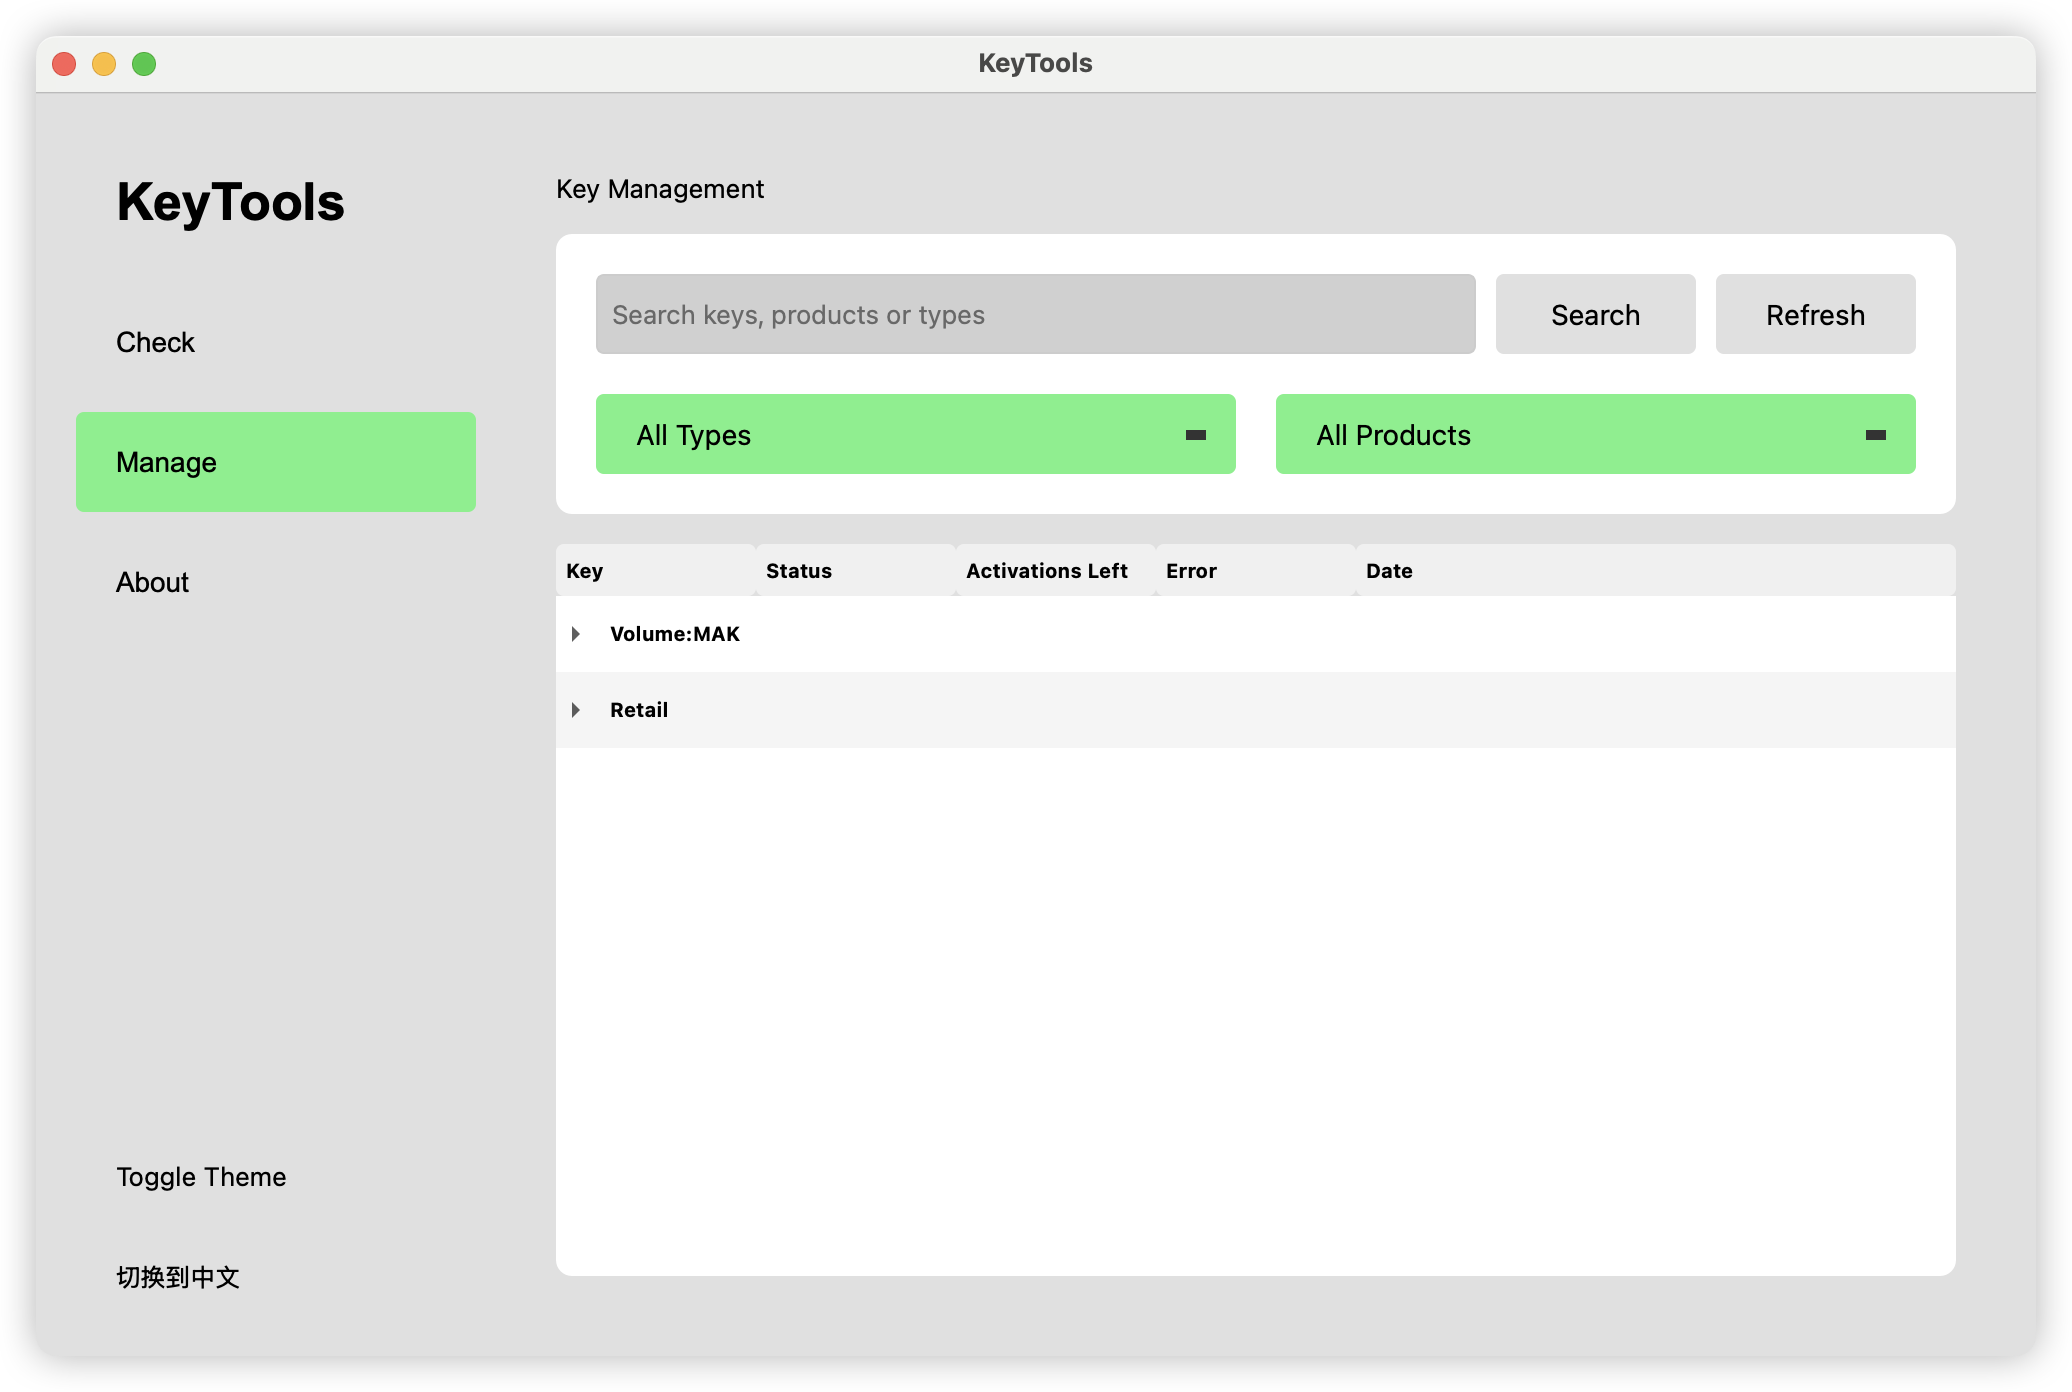 KeyTools
KeyTools
Check
Manage
About
Toggle Theme
切换到中文
Key Management
Search keys, products or types
Search
Refresh
All Types
All Products
Key Status Activations Left Error Date
Volume:MAK
Retail